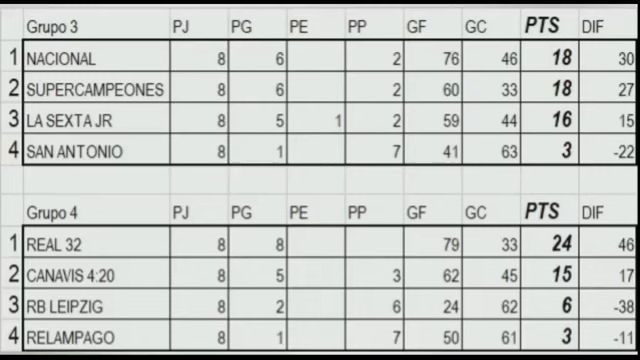 Grupo 3 PJ PG PE PP GF GC PTS DIF
1 NACIONAL 8 6 2 76 46 18 30
2 SUPERCAMPEONES 8 6 2 60 33 18 27
3 LA SEXTA JR 8 5 1 2 59 44 16 15
4 SAN ANTONIO 8 1 7 41 63 3 -22
Grupo 4 PJ PG PE PP GF GC PTS DIF
1 REAL 32 8 8 79 33 24 46
2 CANAVIS 4:20 8 5 3 62 45 15 17
3 RB LEIPZIG 8 2 6 24 62 6 -38
4 RELAMPAGO 8 1 7 50 61 3 -11